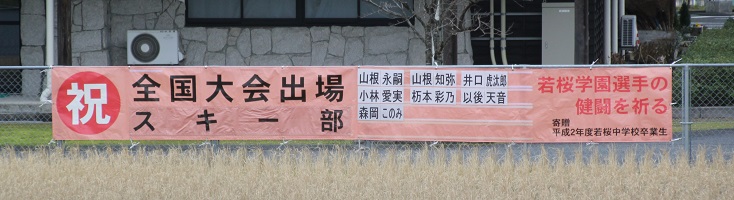 祝
全国大会出場
スキー部
山根 永嗣 山根 知弥 井口 虎汰郎
小林 愛実 栃本 彩乃 以後 天音
森岡 このみ
若桜学園選手の
健闘を祈る
寄贈
平成2年度若桜中学校卒業生